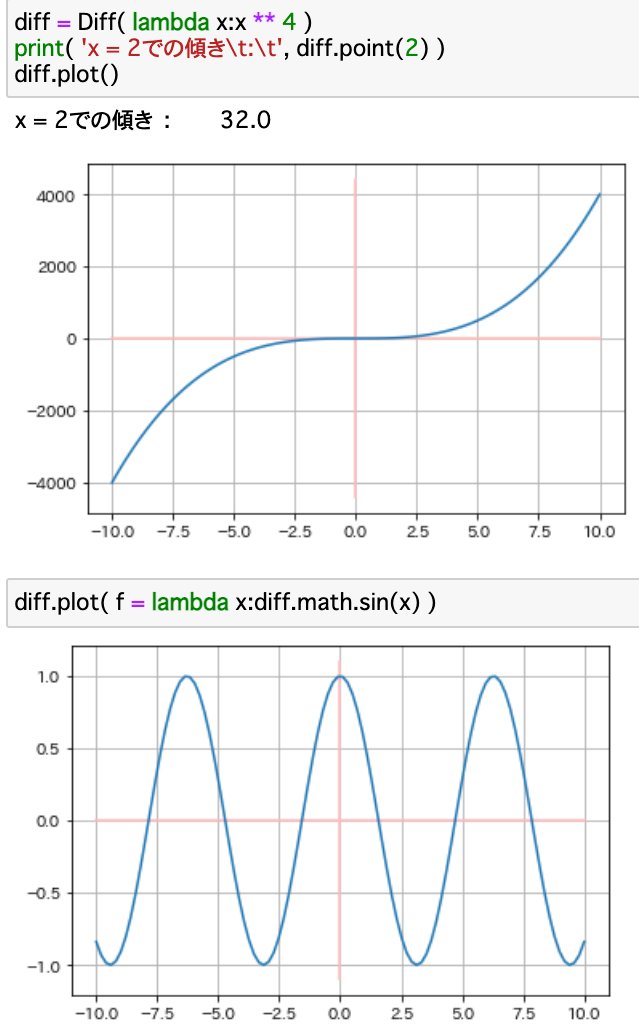 diff = Diff( lambda x:x ** 4 )
print( 'x = 2での傾き\t:\t', diff.point(2) )
diff.plot()
x = 2での傾き : 32.0
4000
2000
0
−2000
−4000
−10.0 −7.5 −5.0 −2.5 0.0 2.5 5.0 7.5 10.0
diff.plot( f = lambda x:diff.math.sin(x) )
1.0
0.5
0.0
−0.5
−1.0
−10.0 −7.5 −5.0 −2.5 0.0 2.5 5.0 7.5 10.0